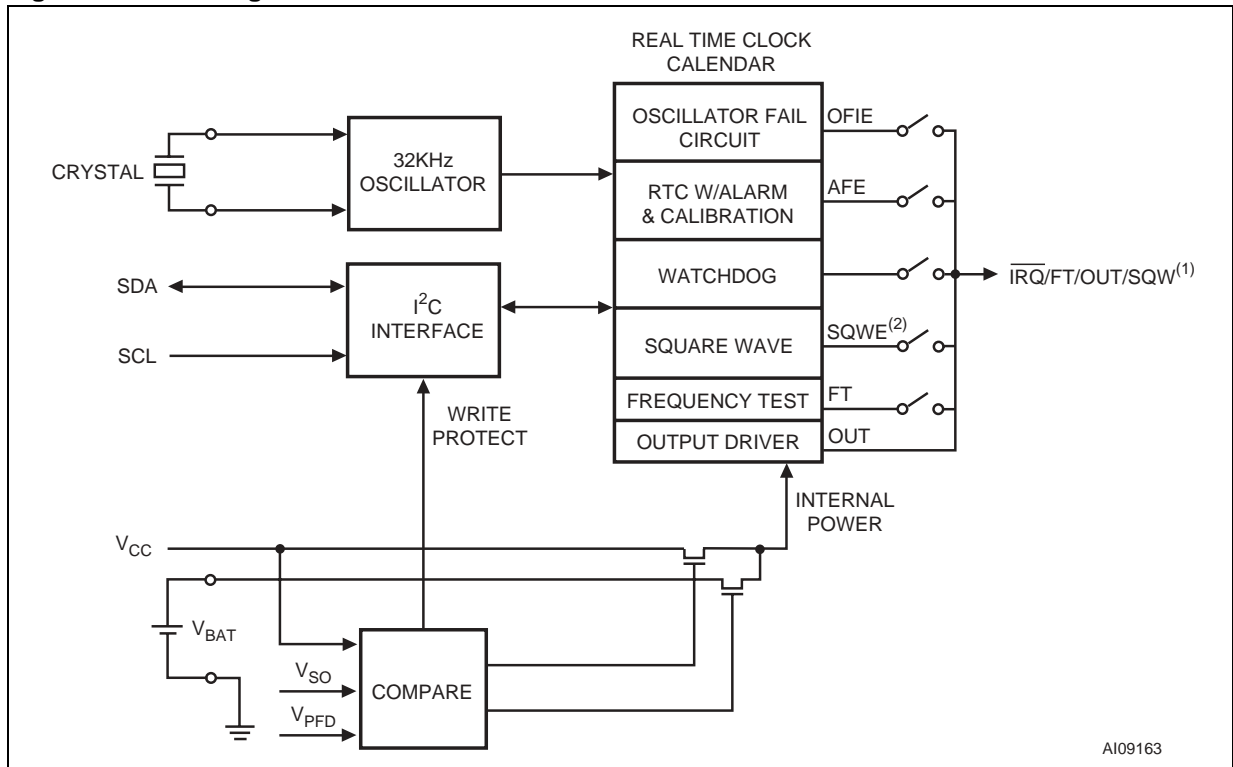 REAL TIME CLOCK
CALENDAR
OSCILLATOR FAIL
CIRCUIT
OFIE
CRYSTAL
32KHz
OSCILLATOR
RTC W/ALARM
& CALIBRATION
AFE
WATCHDOG
IRQ/FT/OUT/SQW(1)
SDA
I2C
INTERFACE
SCL
SQUARE WAVE
SQWE(2)
FREQUENCY TEST
FT
WRITE
PROTECT
OUTPUT DRIVER
OUT
INTERNAL
POWER
VCC
VBAT
VSO
COMPARE
VPFD
AI09163